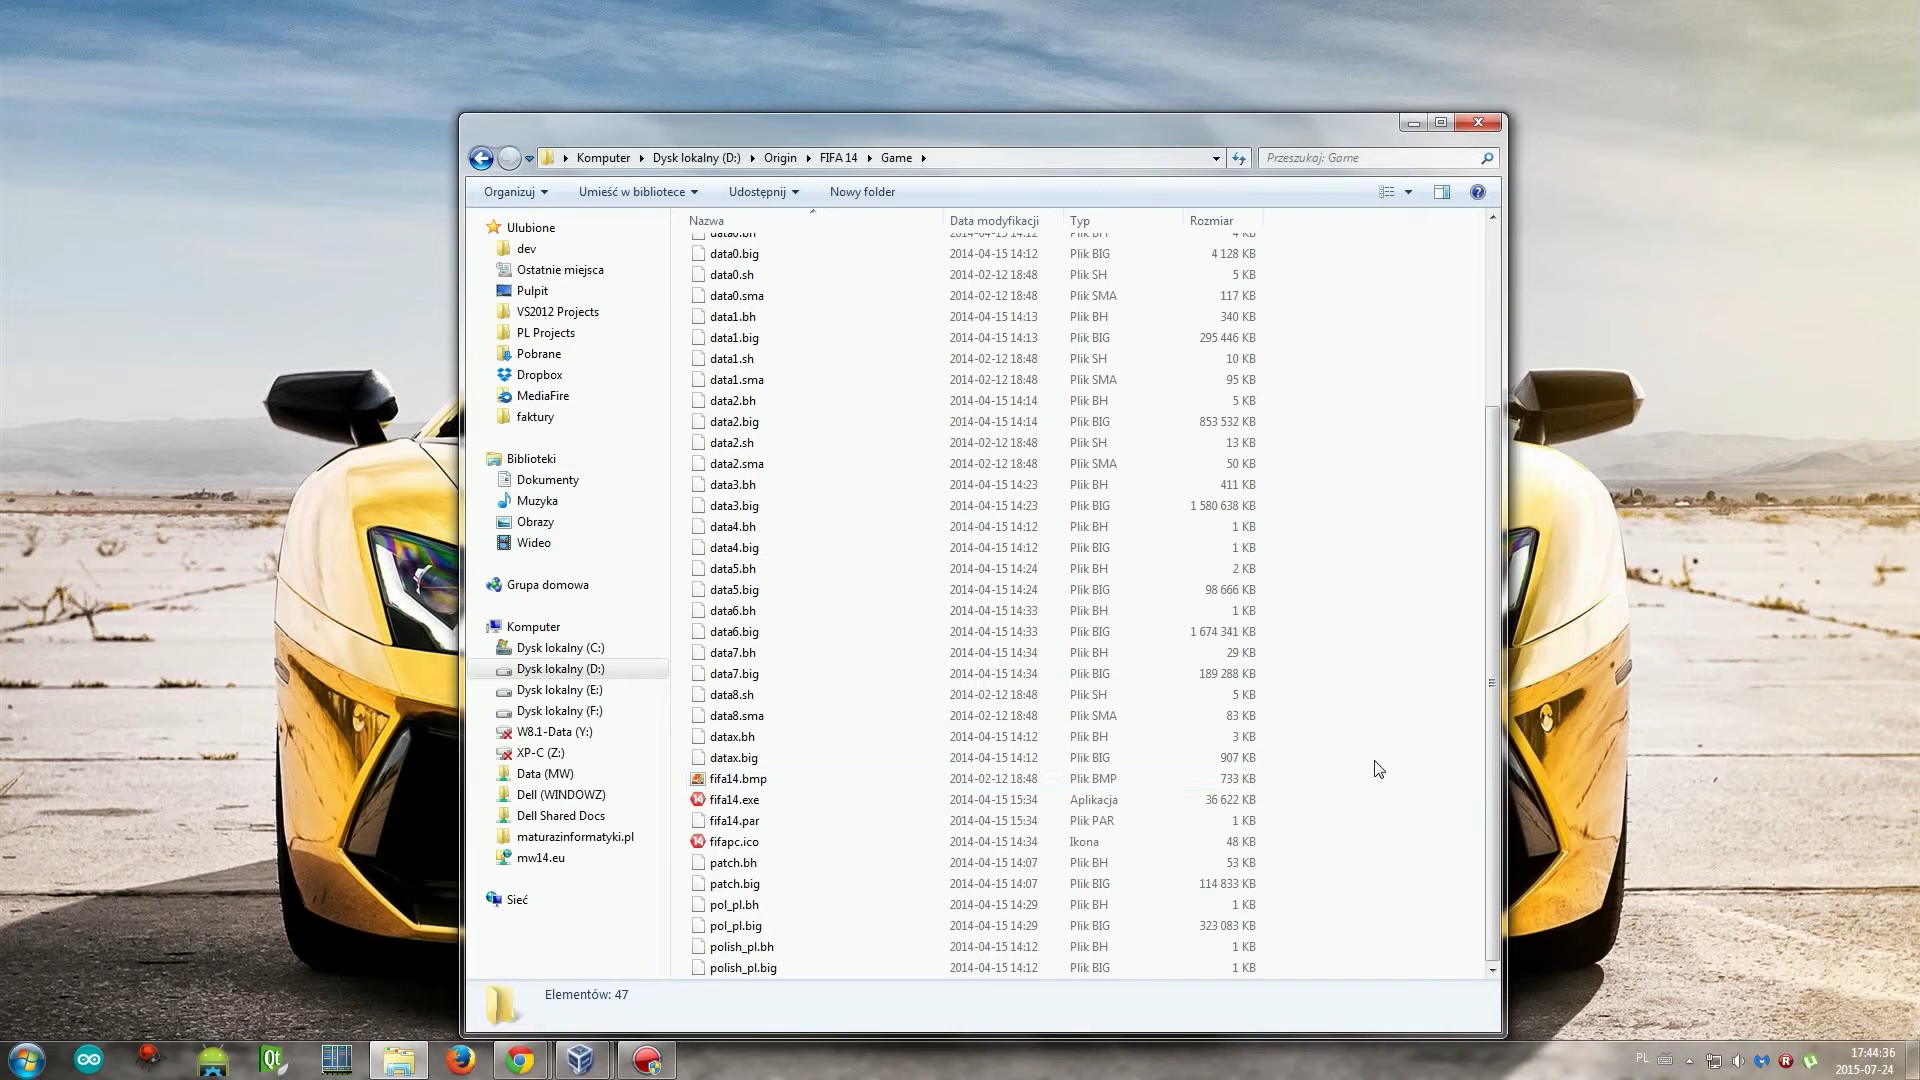 Komputer Dysk lokalny (D:) Origin FIFA 14 Game Przeszukaj: Game
Organizuj Umieść w bibliotece Udostępnij Nowy folder
Ulubione
dev
Ostatnie miejsca
Pulpit
VS2012 Projects
PL Projects
Pobrane
Dropbox
MediaFire
faktury
Biblioteki
Dokumenty
Muzyka
Obrazy
Wideo
Grupa domowa
Komputer
Dysk lokalny (C:)
Dysk lokalny (D:)
Dysk lokalny (E:)
Dysk lokalny (F:)
W8.1-Data (Y:)
XP-C (Z:)
Data (MW)
Dell (WINDOWZ)
Dell Shared Docs
maturazinformatyki.pl
mw14.eu
Sieć
Nazwa Data modyfikacji Typ Rozmiar
data0.bh 2014-04-15 14:12 Plik BH 4 KB
data0.big 2014-04-15 14:12 Plik BIG 4 128 KB
data0.sh 2014-02-12 18:48 Plik SH 5 KB
data0.sma 2014-02-12 18:48 Plik SMA 117 KB
data1.bh 2014-04-15 14:13 Plik BH 340 KB
data1.big 2014-04-15 14:13 Plik BIG 295 446 KB
data1.sh 2014-02-12 18:48 Plik SH 10 KB
data1.sma 2014-02-12 18:48 Plik SMA 95 KB
data2.bh 2014-04-15 14:14 Plik BH 5 KB
data2.big 2014-04-15 14:14 Plik BIG 853 532 KB
data2.sh 2014-02-12 18:48 Plik SH 13 KB
data2.sma 2014-02-12 18:48 Plik SMA 50 KB
data3.bh 2014-04-15 14:23 Plik BH 411 KB
data3.big 2014-04-15 14:23 Plik BIG 1 580 638 KB
data4.bh 2014-04-15 14:12 Plik BH 1 KB
data4.big 2014-04-15 14:12 Plik BIG 1 KB
data5.bh 2014-04-15 14:24 Plik BH 2 KB
data5.big 2014-04-15 14:24 Plik BIG 98 666 KB
data6.bh 2014-04-15 14:33 Plik BH 1 KB
data6.big 2014-04-15 14:33 Plik BIG 1 674 341 KB
data7.bh 2014-04-15 14:34 Plik BH 29 KB
data7.big 2014-04-15 14:34 Plik BIG 189 288 KB
data8.sh 2014-02-12 18:48 Plik SH 5 KB
data8.sma 2014-02-12 18:48 Plik SMA 83 KB
datax.bh 2014-04-15 14:12 Plik BH 3 KB
datax.big 2014-04-15 14:12 Plik BIG 907 KB
fifa14.bmp 2014-02-12 18:48 Plik BMP 733 KB
fifa14.exe 2014-04-15 15:34 Aplikacja 36 622 KB
fifa14.par 2014-04-15 15:34 Plik PAR 1 KB
fifapc.ico 2014-04-15 14:34 Ikona 48 KB
patch.bh 2014-04-15 14:07 Plik BH 53 KB
patch.big 2014-04-15 14:07 Plik BIG 114 833 KB
pol_pl.bh 2014-04-15 14:29 Plik BH 1 KB
pol_pl.big 2014-04-15 14:29 Plik BIG 323 083 KB
polish_pl.bh 2014-04-15 14:12 Plik BH 1 KB
polish_pl.big 2014-04-15 14:12 Plik BIG 1 KB
Elementów: 47
Qt
PL
17:44:36
2015-07-24